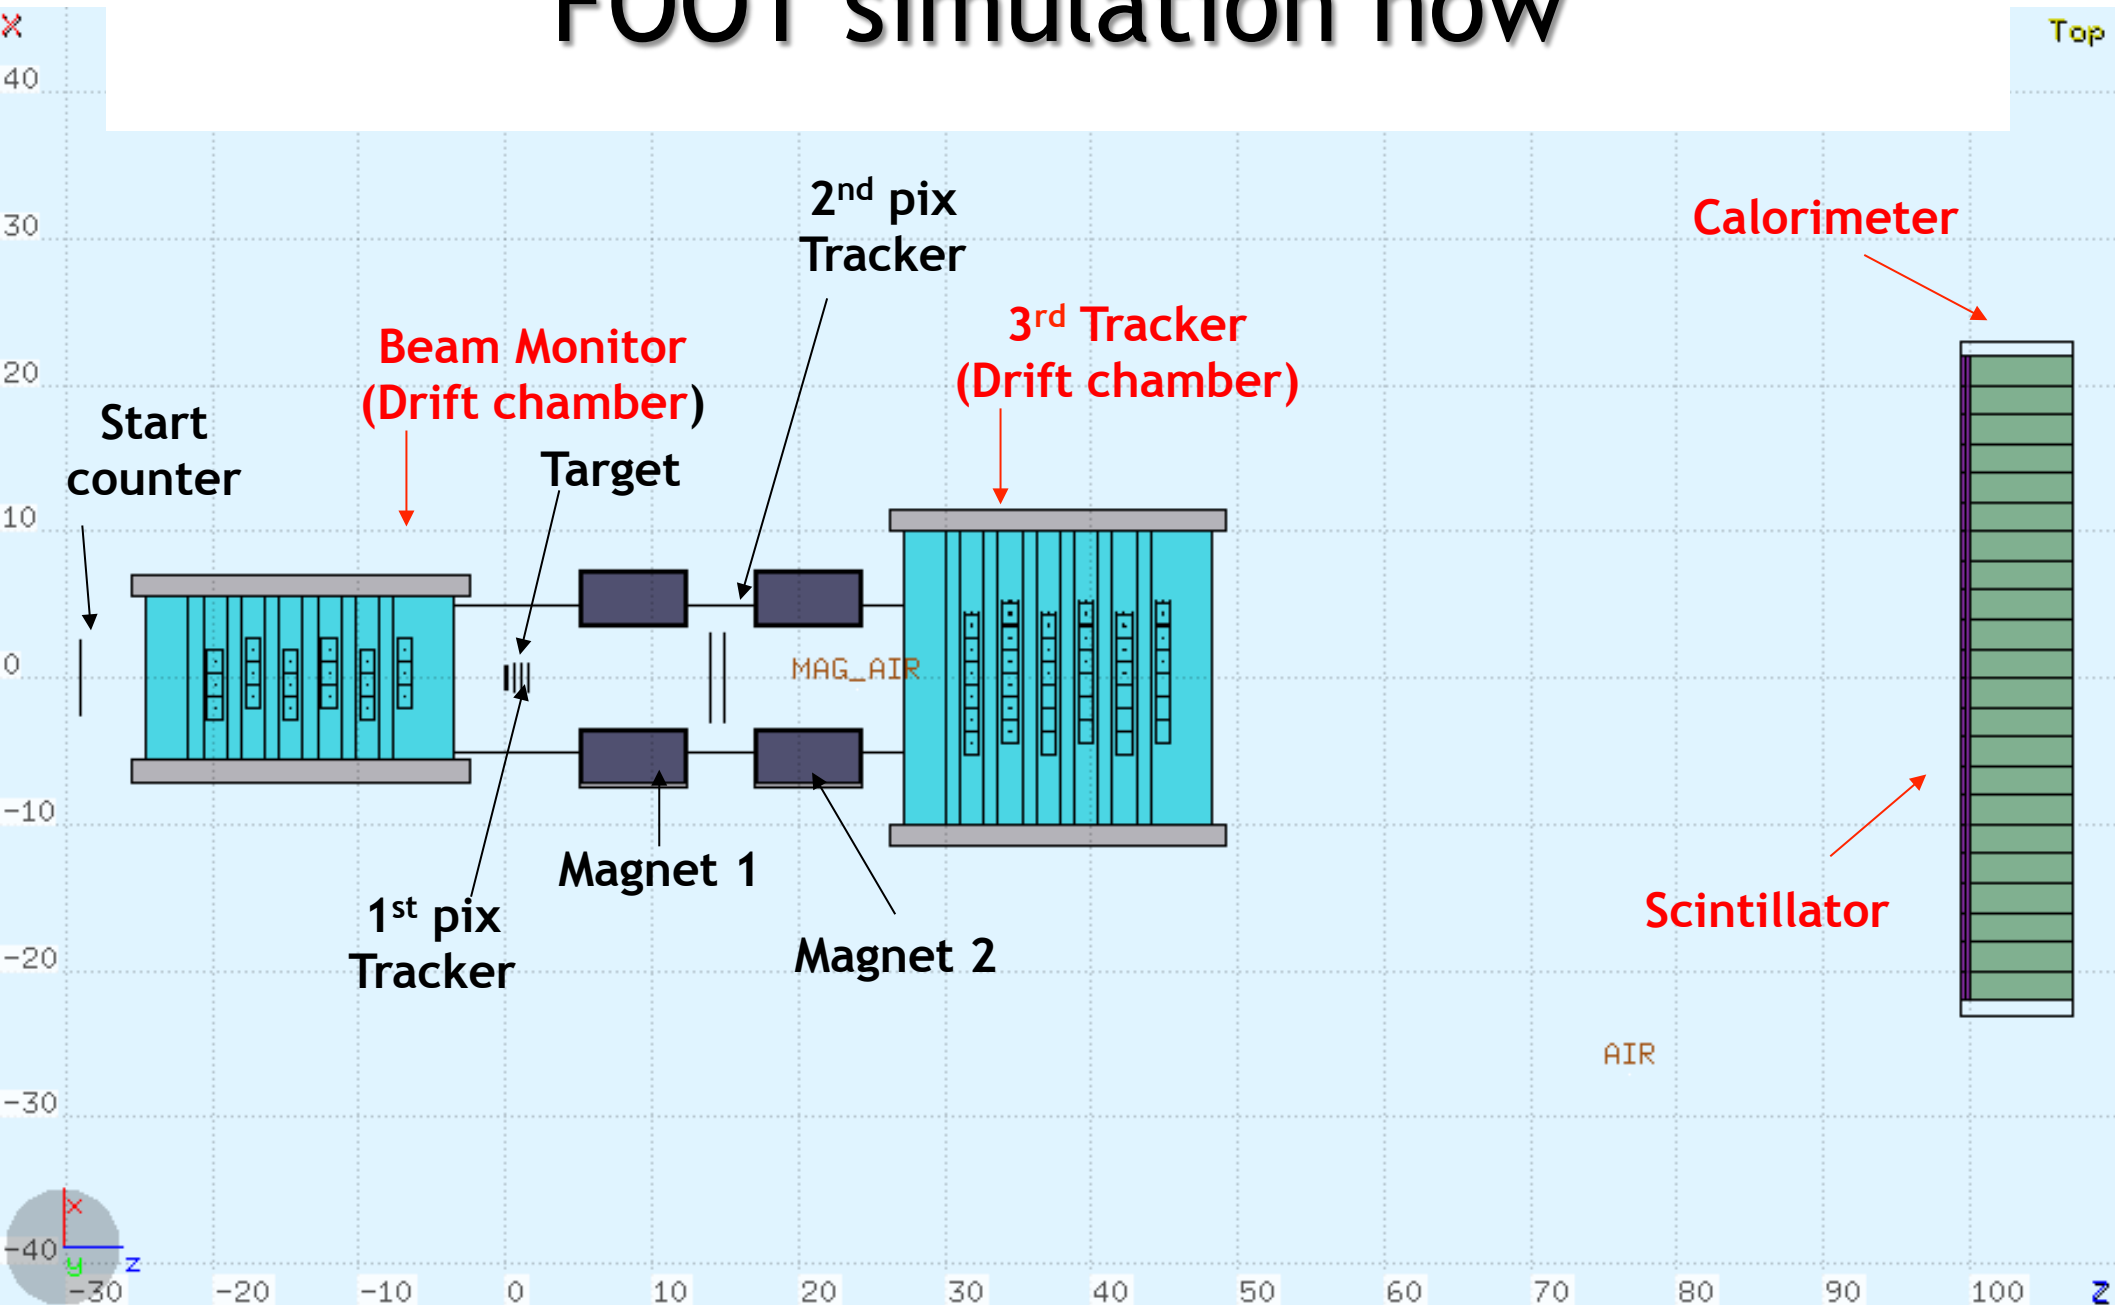 FOOT simulation now
X
Top
40
30
20
10
0
-10
-20
-30
-40
2nd pix
Tracker
Calorimeter
3rd Tracker
(Drift chamber)
Beam Monitor
(Drift chamber)
Start
counter
Target
MAG_AIR
Magnet 1
1st pix
Tracker
Magnet 2
Scintillator
AIR
x
y
z
-30
-20
-10
0
10
20
30
40
50
60
70
80
90
100
Z